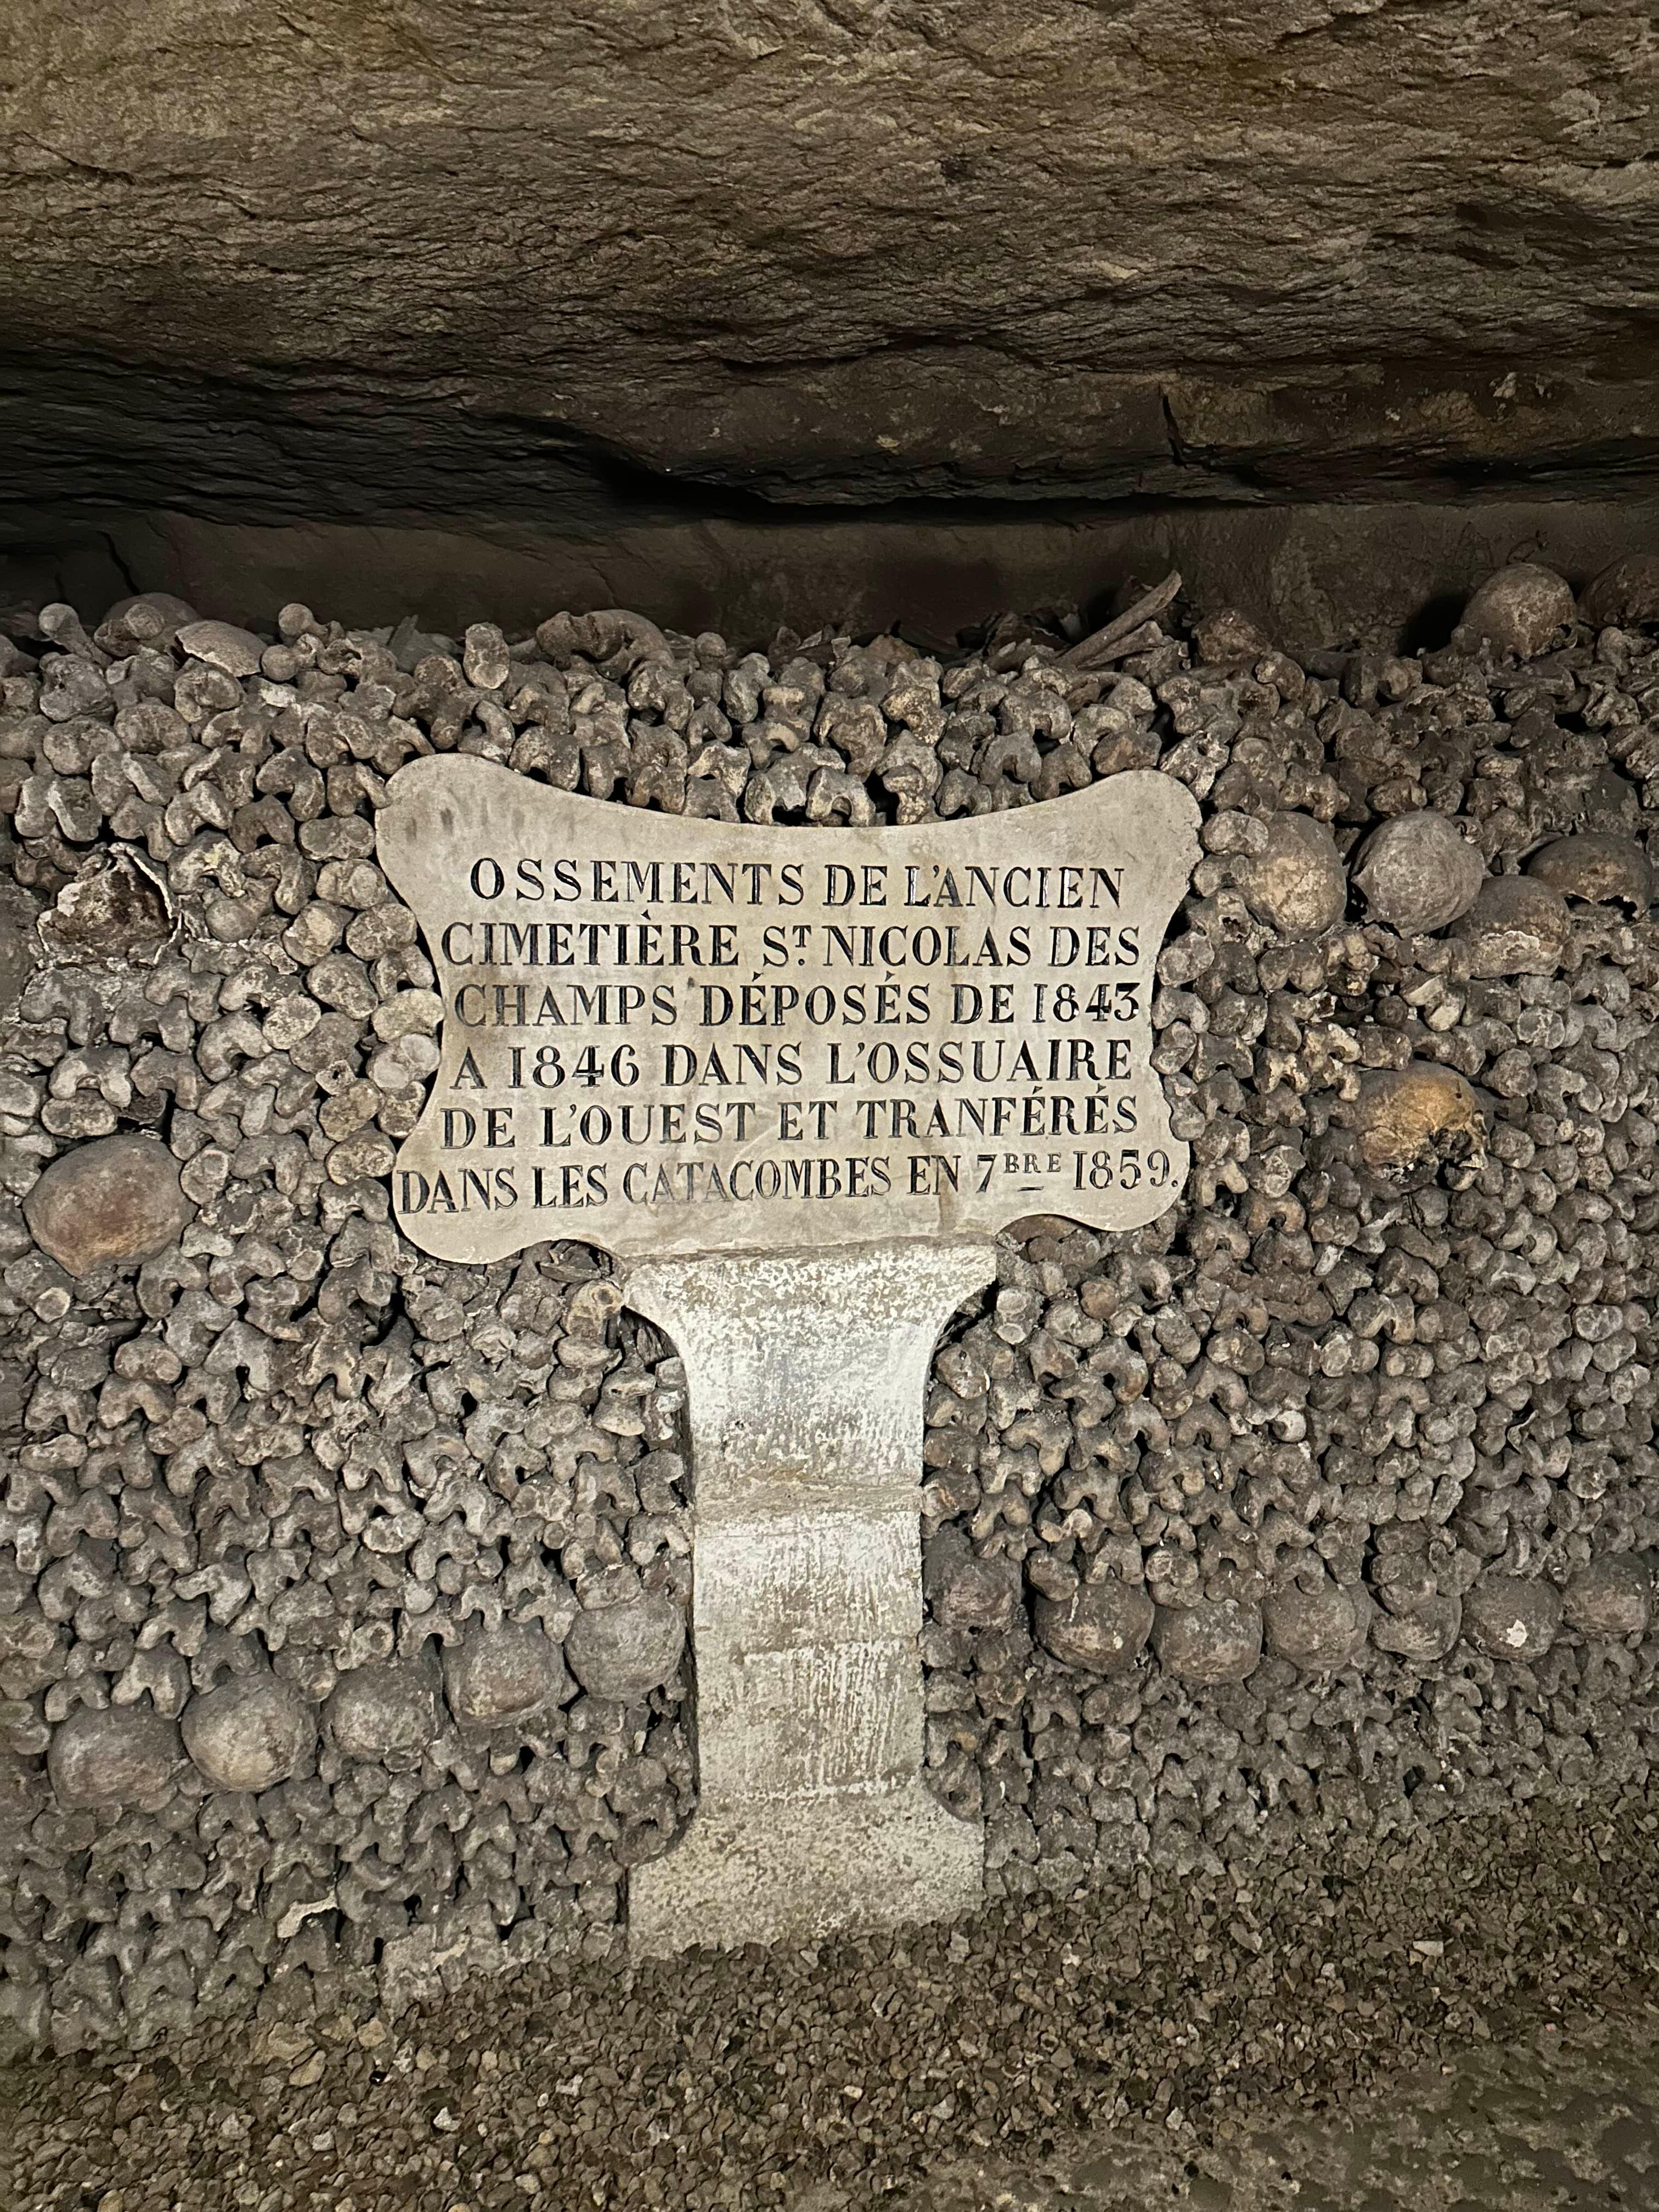 OSSEMENTS DE L'ANCIEN
CIMETIÈRE ST. NICOLAS DES
CHAMPS DÉPOSÉS DE 1843
A 1846 DANS L'OSSUAIRE
DE L'OUEST ET TRANFÉRÉS
DANS LES CATACOMBES EN 7BRE 1859.